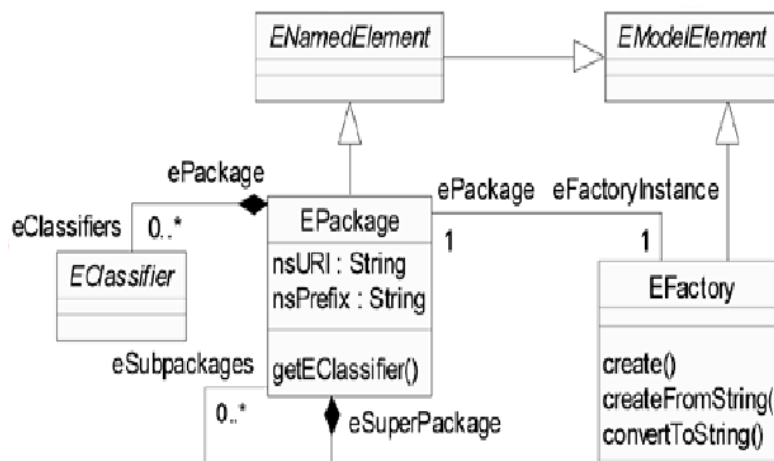 ENamedElement
EModelElement
ePackage
ePackage eFactoryInstance
eClassifiers
0..*
EPackage
1
1
EClassifier
nsURI : String
nsPrefix : String
EFactory
eSubpackages
getEClassifier()
create()
0..*
eSuperPackage
createFromString(
convertToString()